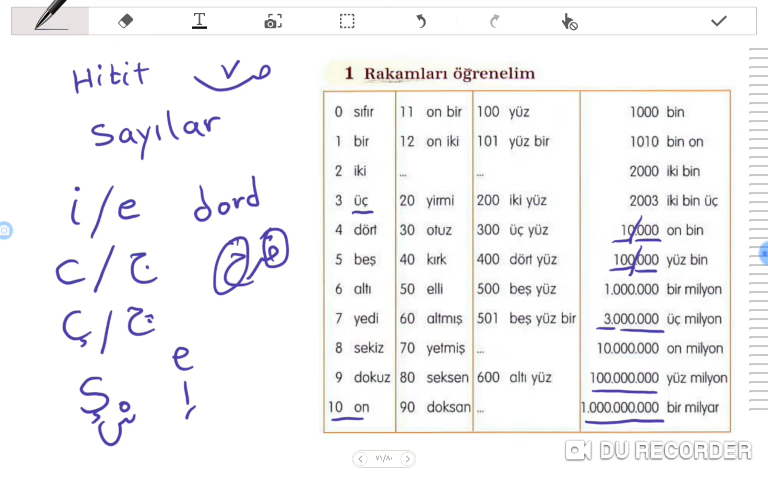 Hitit ٧
Sayılar
i/e dord
C/ج
Ç/چ
e
Ş ش
1 Rakamları öğrenelim
0 sıfır 11 on bir 100 yüz 1000 bin
1 bir 12 on iki 101 yüz bir 1010 bin on
2 iki ... ... 2000 iki bin
3 üç 20 yirmi 200 iki yüz 2003 iki bin üç
4 dört 30 otuz 300 üç yüz 10.000 on bin
5 beş 40 kırk 400 dört yüz 100.000 yüz bin
6 altı 50 elli 500 beş yüz 1.000.000 bir milyon
7 yedi 60 altmış 501 beş yüz bir 3.000.000 üç milyon
8 sekiz 70 yetmiş ... 10.000.000 on milyon
9 dokuz 80 seksen 600 altı yüz 100.000.000 yüz milyon
10 on 90 doksan ... 1.000.000.000 bir milyar
DU RECORDER
٧١/٨٠